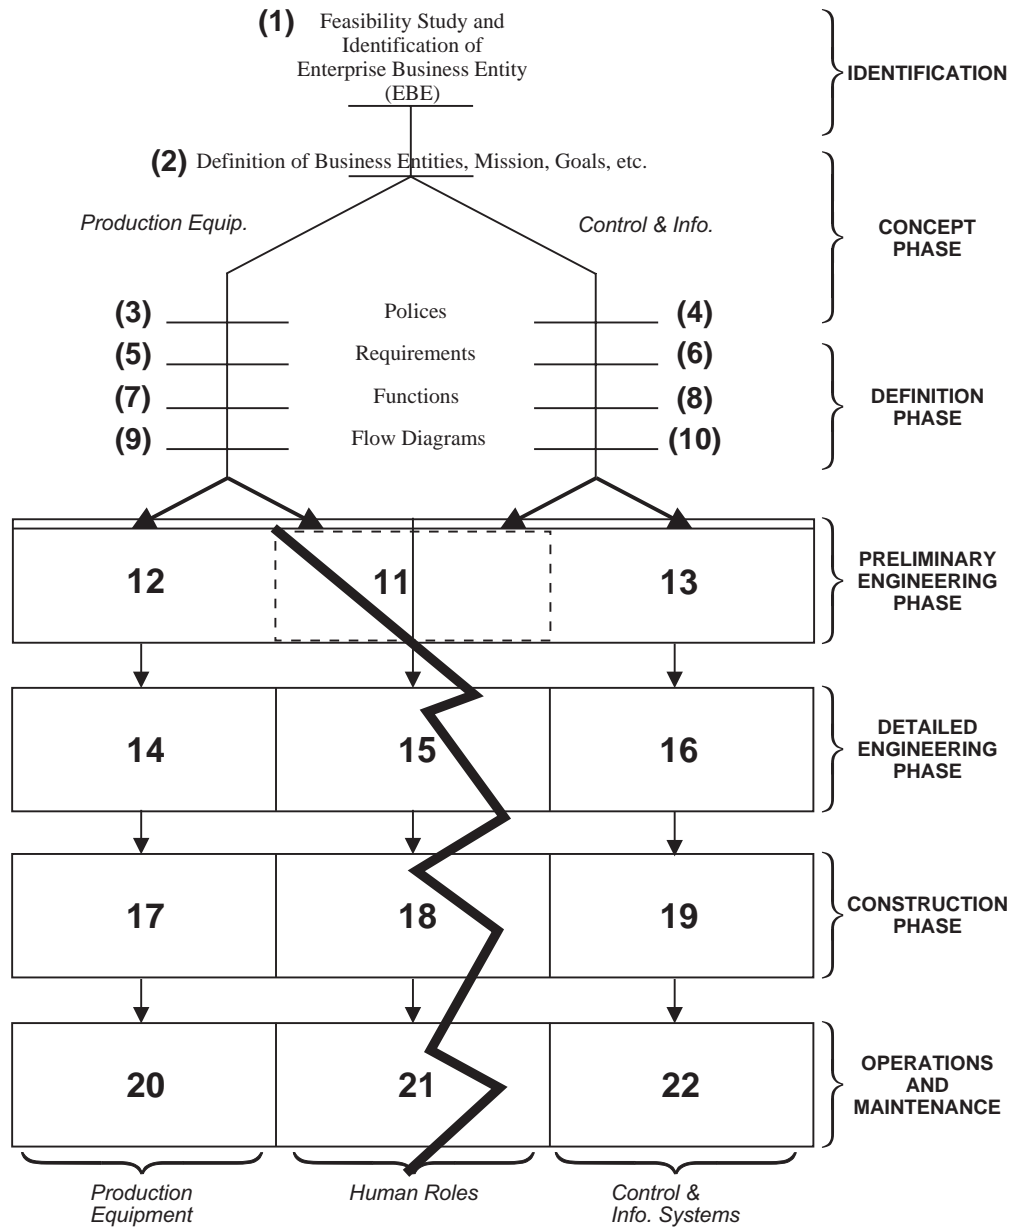 (1) Feasibility Study and
Identification of
Enterprise Business Entity
(EBE)
IDENTIFICATION
(2) Definition of Business Entities, Mission, Goals, etc.
Production Equip.
Control & Info.
CONCEPT
PHASE
(3) Polices (4)
(5) Requirements (6)
(7) Functions (8)
(9) Flow Diagrams (10)
DEFINITION
PHASE
12 11 13
PRELIMINARY
ENGINEERING
PHASE
14 15 16
DETAILED
ENGINEERING
PHASE
17 18 19
CONSTRUCTION
PHASE
20 21 22
OPERATIONS
AND
MAINTENANCE
Production
Equipment
Human Roles
Control &
Info. Systems